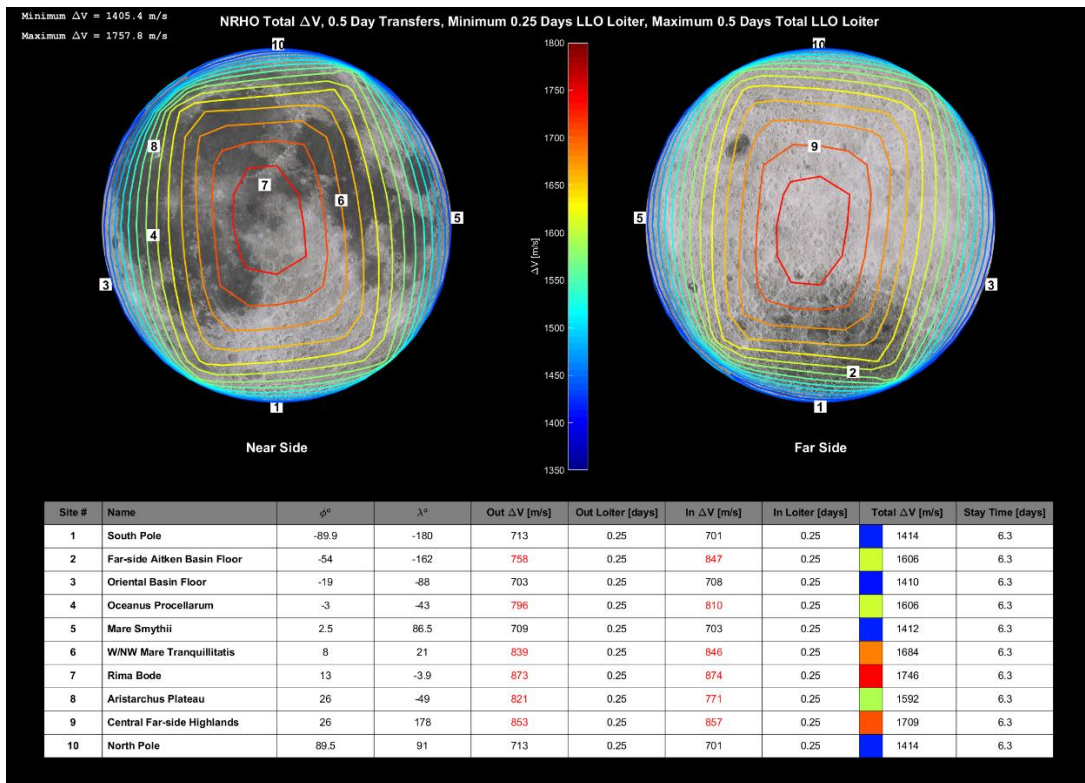 Minimum ΔV = 1405.4 m/s
Maximum ΔV = 1757.8 m/s
NRHO Total ΔV, 0.5 Day Transfers, Minimum 0.25 Days LLO Loiter, Maximum 0.5 Days Total LLO Loiter
10
8
7
6
5
4
3
1
Near Side
1800
1750
1700
1650
1600
1550
1500
1450
1400
1350
ΔV [m/s]
10
9
5
3
2
1
Far Side
Site # Name ϕº λº Out ΔV [m/s] Out Loiter [days] In ΔV [m/s] In Loiter [days] Total ΔV [m/s] Stay Time [days]
1 South Pole -89.9 -180 713 0.25 701 0.25 1414 6.3
2 Far-side Aitken Basin Floor -54 -162 758 0.25 847 0.25 1606 6.3
3 Oriental Basin Floor -19 -88 703 0.25 708 0.25 1410 6.3
4 Oceanus Procellarum -3 -43 796 0.25 810 0.25 1606 6.3
5 Mare Smythii 2.5 86.5 709 0.25 703 0.25 1412 6.3
6 W/NW Mare Tranquillitatis 8 21 839 0.25 846 0.25 1684 6.3
7 Rima Bode 13 -3.9 873 0.25 874 0.25 1746 6.3
8 Aristarchus Plateau 26 -49 821 0.25 771 0.25 1592 6.3
9 Central Far-side Highlands 26 178 853 0.25 857 0.25 1709 6.3
10 North Pole 89.5 91 713 0.25 701 0.25 1414 6.3